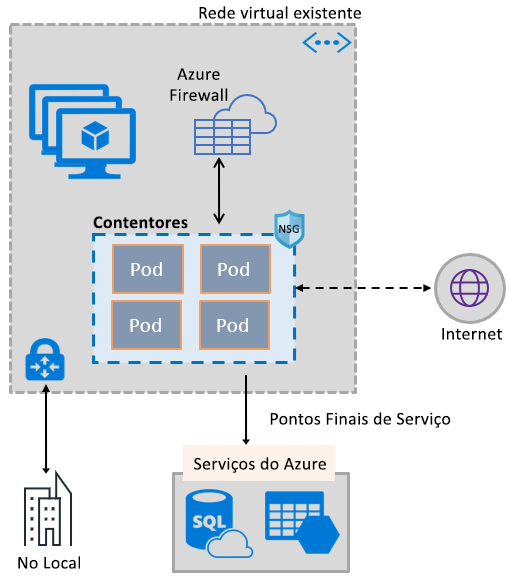 Rede virtual existente
Azure
Firewall
Contentores
NSG
Pod
Pod
Pod
Pod
Internet
Pontos Finais de Serviço
Serviços do Azure
SQL
No Local